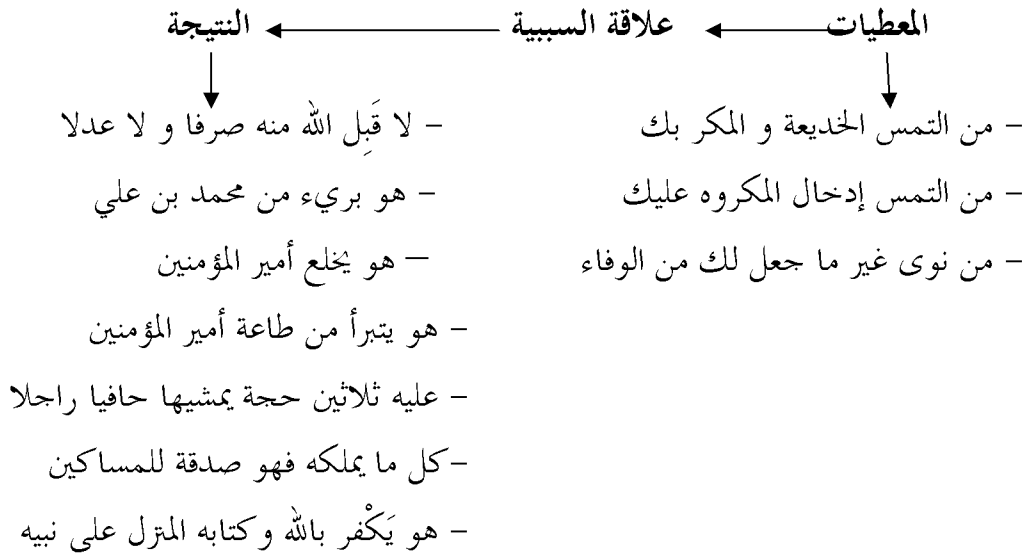 المعطيات علاقة السببية النتيجة
– من التمس الخديعة و المكر بك – لا قَبِل الله منه صرفا و لا عدلا
– من التمس إدخال المكروه عليك – هو بريء من محمد بن علي
– من نوى غير ما جعل لك من الوفاء – هو يخلع أمير المؤمنين
– هو يتبرأ من طاعة أمير المؤمنين
– عليه ثلاثين حجة يمشيها حافيا راجلا
– كل ما يملكه فهو صدقة للمساكين
– هو يَكْفر بالله وكتابه المنزل على نبيه